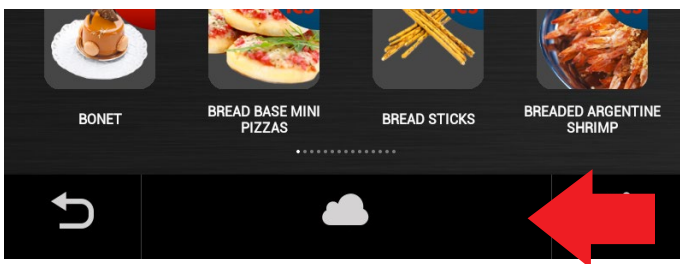 BONET
BREAD BASE MINI
PIZZAS
BREAD STICKS
BREADED ARGENTINE
SHRIMP